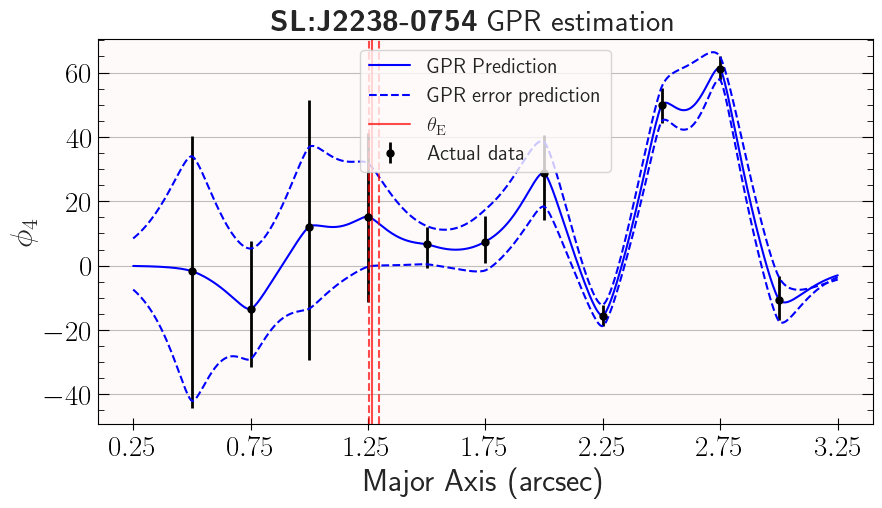 SL:J2238-0754 GPR estimation
GPR Prediction
GPR error prediction
θ_E
Actual data
ϕ₄
60
40
20
0
−20
−40
0.25 0.75 1.25 1.75 2.25 2.75 3.25
Major Axis (arcsec)